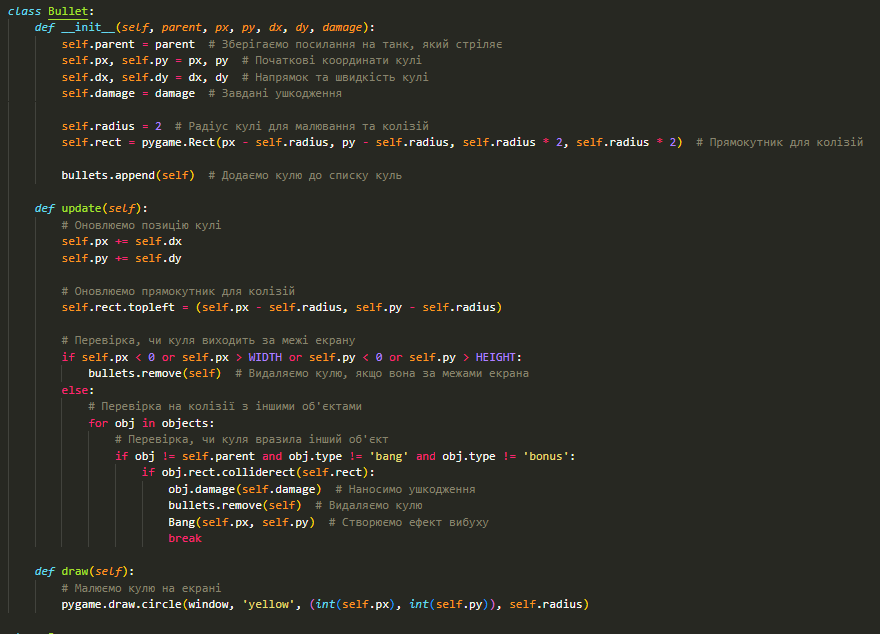 class Bullet:
    def __init__(self, parent, px, py, dx, dy, damage):
        self.parent = parent  # Зберігаємо посилання на танк, який стріляє
        self.px, self.py = px, py  # Початкові координати кулі
        self.dx, self.dy = dx, dy  # Напрямок та швидкість кулі
        self.damage = damage  # Завдані ушкодження

        self.radius = 2  # Радіус кулі для малювання та колізій
        self.rect = pygame.Rect(px - self.radius, py - self.radius, self.radius * 2, self.radius * 2)  # Прямокутник для колізій

        bullets.append(self)  # Додаємо кулю до списку куль

    def update(self):
        # Оновлюємо позицію кулі
        self.px += self.dx
        self.py += self.dy

        # Оновлюємо прямокутник для колізій
        self.rect.topleft = (self.px - self.radius, self.py - self.radius)

        # Перевірка, чи куля виходить за межі екрану
        if self.px < 0 or self.px > WIDTH or self.py < 0 or self.py > HEIGHT:
            bullets.remove(self)  # Видаляємо кулю, якщо вона за межами екрана
        else:
            # Перевірка на колізії з іншими об'єктами
            for obj in objects:
                # Перевірка, чи куля вразила інший об'єкт
                if obj != self.parent and obj.type != 'bang' and obj.type != 'bonus':
                    if obj.rect.colliderect(self.rect):
                        obj.damage(self.damage)  # Наносимо ушкодження
                        bullets.remove(self)  # Видаляємо кулю
                        Bang(self.px, self.py)  # Створюємо ефект вибуху
                        break

    def draw(self):
        # Малюємо кулю на екрані
        pygame.draw.circle(window, 'yellow', (int(self.px), int(self.py)), self.radius)